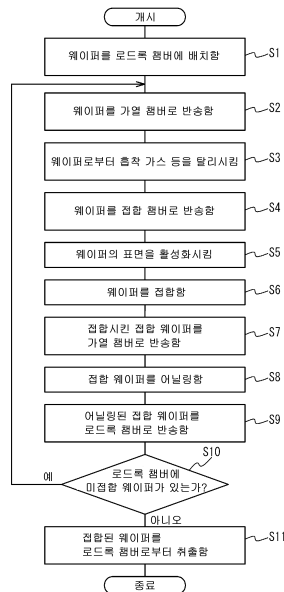 개시
웨이퍼를 로드록 챔버에 배치함
S1
웨이퍼를 가열 챔버로 반송함
S2
웨이퍼로부터 흡착 가스 등을 탈리시킴
S3
웨이퍼를 접합 챔버로 반송함
S4
웨이퍼의 표면을 활성화시킴
S5
웨이퍼를 접합함
S6
접합시킨 접합 웨이퍼를
가열 챔버로 반송함
S7
접합 웨이퍼를 어닐링함
S8
어닐링된 접합 웨이퍼를
로드록 챔버로 반송함
S9
S10
로드록 챔버에
미접합 웨이퍼가 있는가?
예
아니오
접합된 웨이퍼를
로드록 챔버로부터 취출함
S11
종료